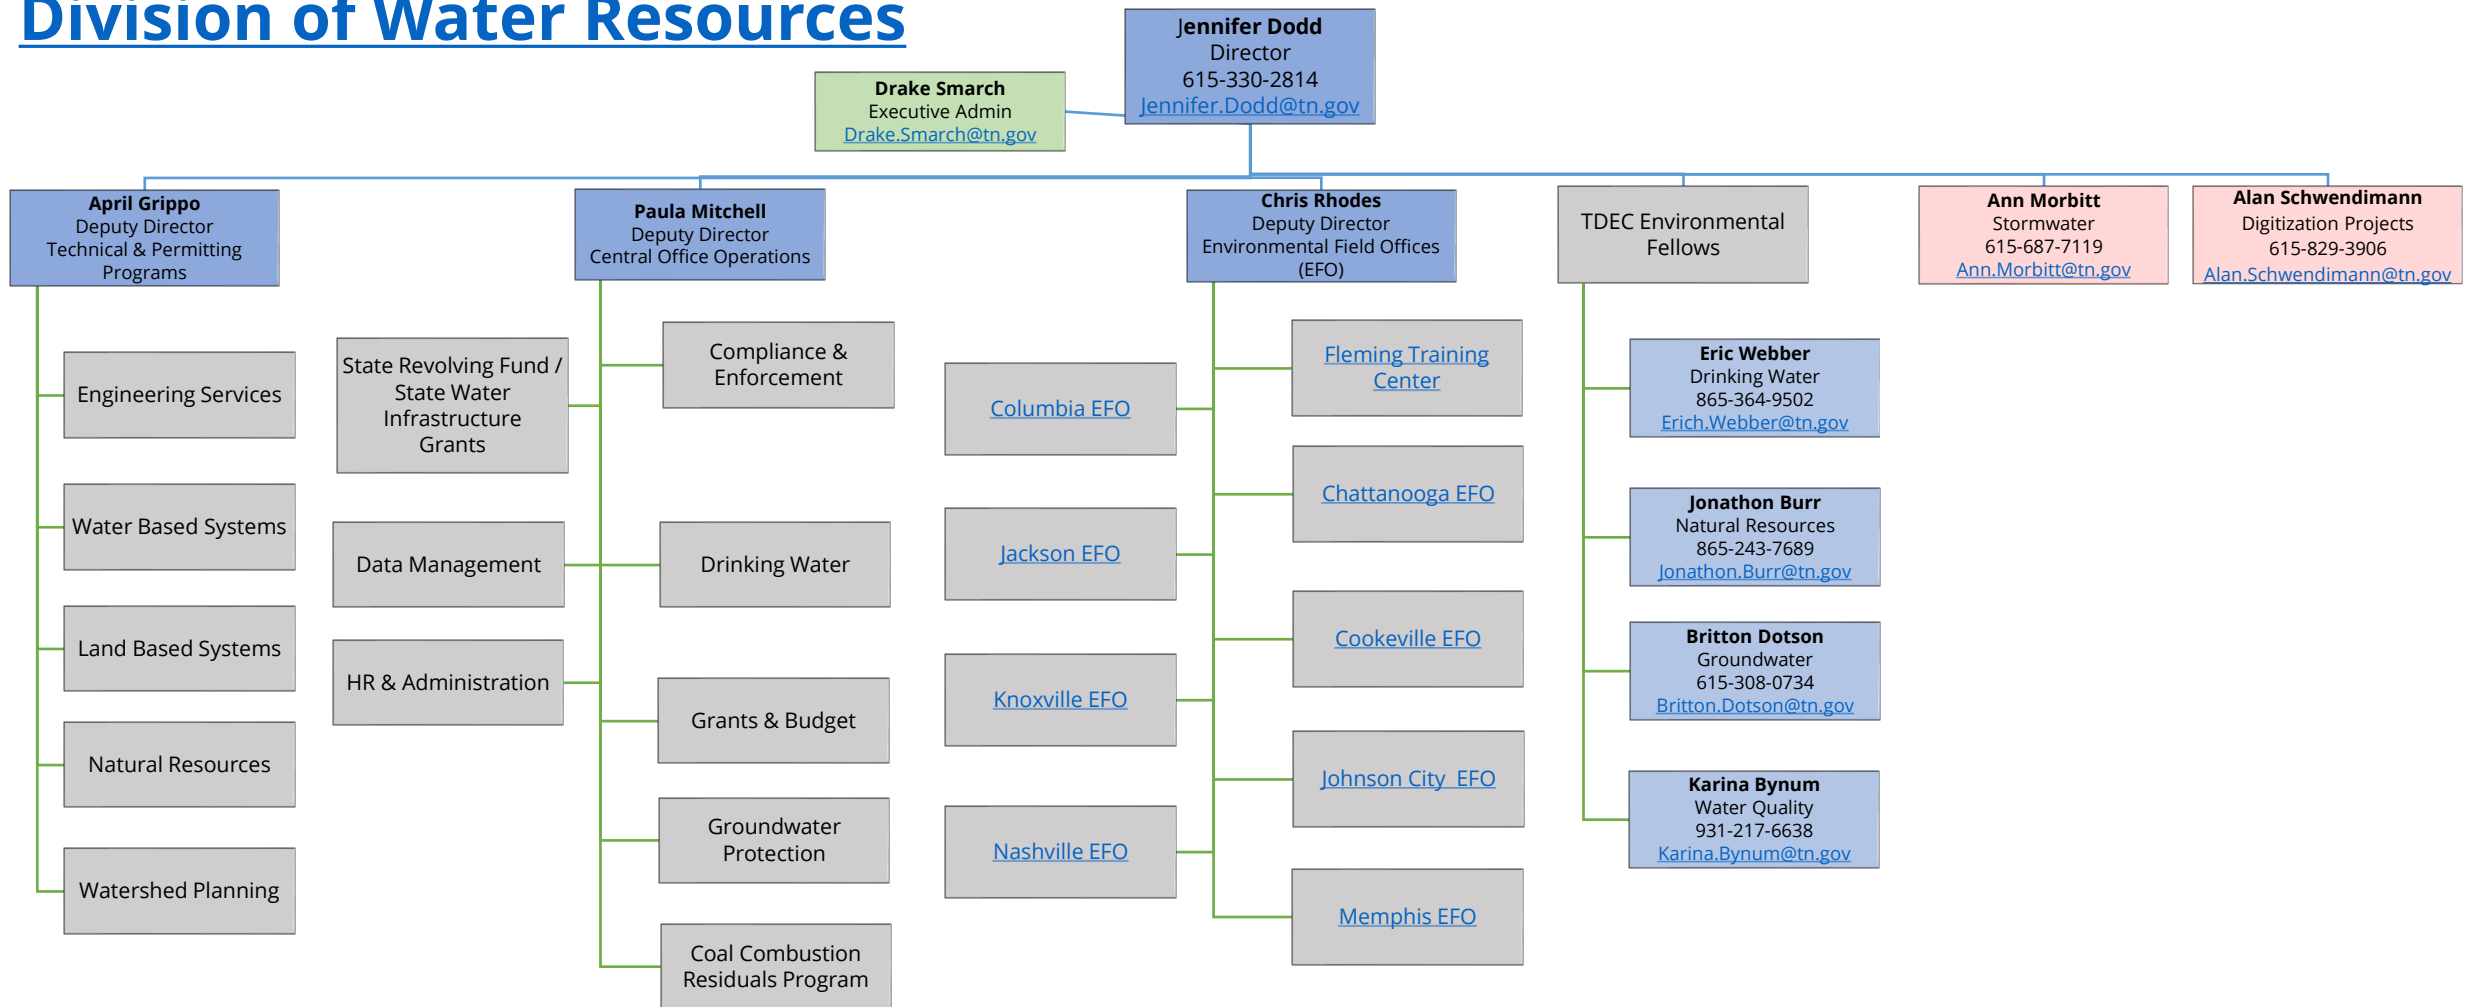 Division of Water Resources
Jennifer Dodd
Director
615-330-2814
Jennifer.Dodd@tn.gov
Drake Smarch
Executive Admin
Drake.Smarch@tn.gov
April Grippo
Deputy Director
Technical & Permitting
Programs
Paula Mitchell
Deputy Director
Central Office Operations
Chris Rhodes
Deputy Director
Environmental Field Offices
(EFO)
TDEC Environmental
Fellows
Ann Morbitt
Stormwater
615-687-7119
Ann.Morbitt@tn.gov
Alan Schwendimann
Digitization Projects
615-829-3906
Alan.Schwendimann@tn.gov
Engineering Services
Water Based Systems
Land Based Systems
Natural Resources
Watershed Planning
State Revolving Fund /
State Water
Infrastructure
Grants
Data Management
HR & Administration
Compliance &
Enforcement
Drinking Water
Grants & Budget
Groundwater
Protection
Coal Combustion
Residuals Program
Columbia EFO
Jackson EFO
Knoxville EFO
Nashville EFO
Fleming Training
Center
Chattanooga EFO
Cookeville EFO
Johnson City  EFO
Memphis EFO
Eric Webber
Drinking Water
865-364-9502
Erich.Webber@tn.gov
Jonathon Burr
Natural Resources
865-243-7689
Jonathon.Burr@tn.gov
Britton Dotson
Groundwater
615-308-0734
Britton.Dotson@tn.gov
Karina Bynum
Water Quality
931-217-6638
Karina.Bynum@tn.gov